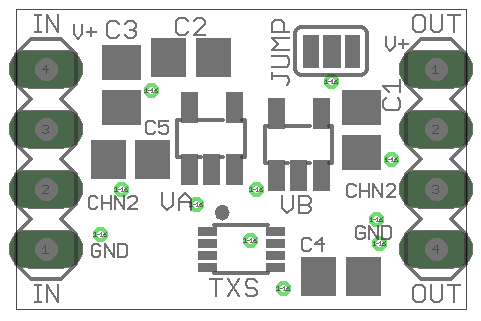 IN
V+
C3
C2
JUMP
OUT
V+
4
1
C1
3
C5
2
2
3
CHN2
VA
VB
CHN2
1
GND
GND
4
C4
IN
TXS
OUT